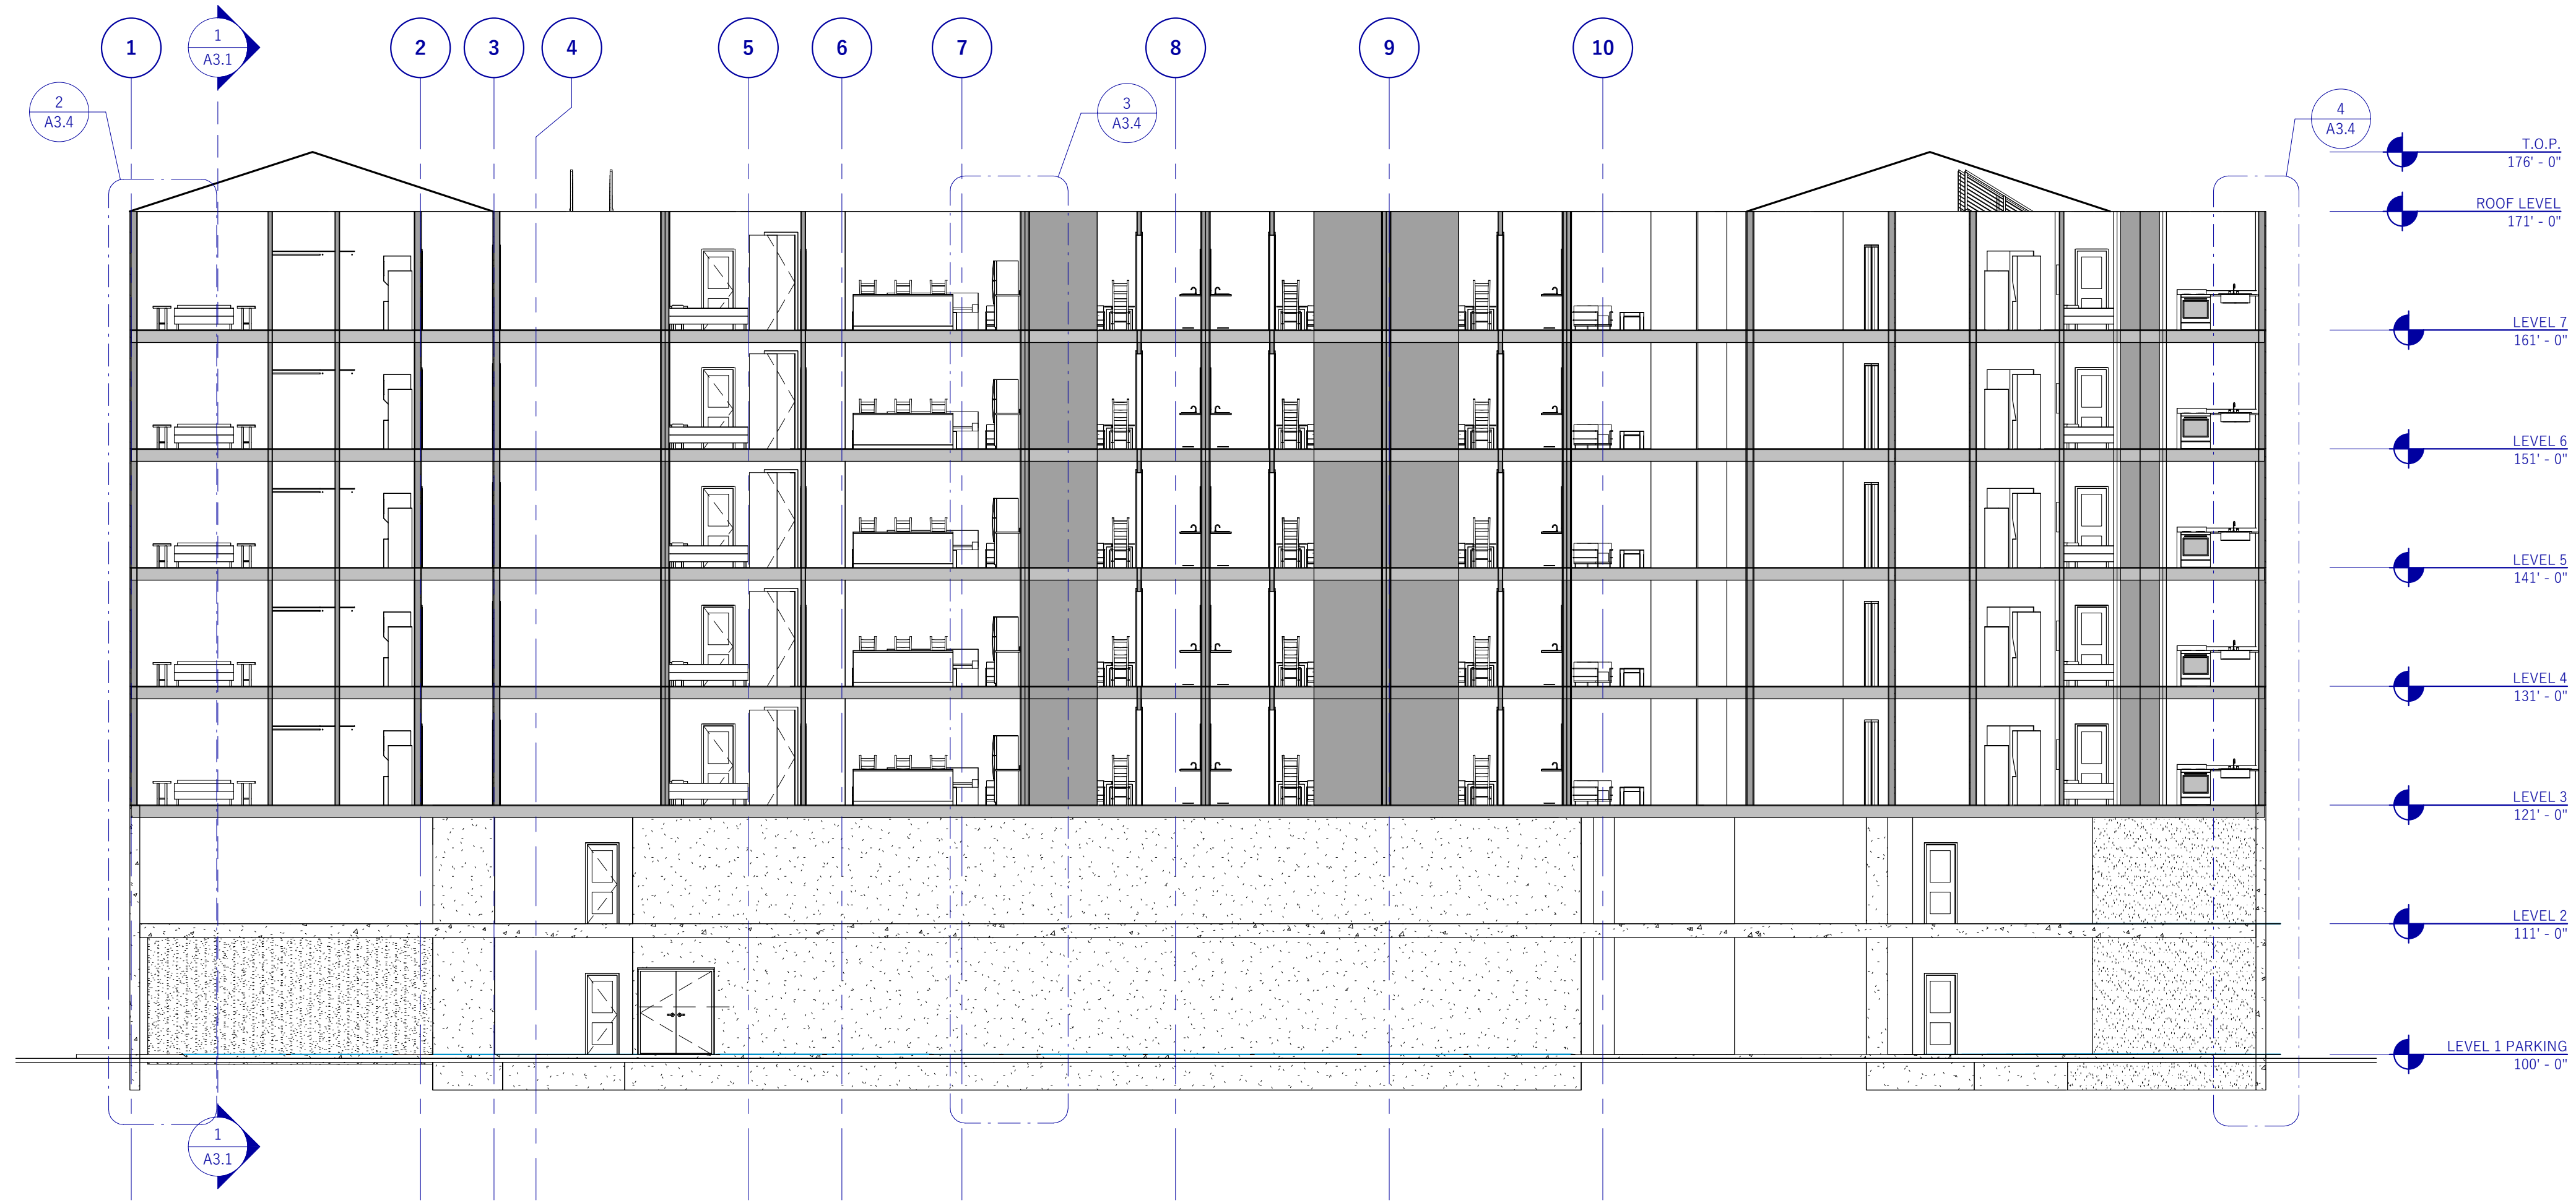 1
1
A3.1
2
3
4
5
6
7
8
9
10
2
A3.4
3
A3.4
4
A3.4
T.O.P.
176' - 0"
ROOF LEVEL
171' - 0"
LEVEL 7
161' - 0"
LEVEL 6
151' - 0"
LEVEL 5
141' - 0"
LEVEL 4
131' - 0"
LEVEL 3
121' - 0"
LEVEL 2
111' - 0"
LEVEL 1 PARKING
100' - 0"
1
A3.1